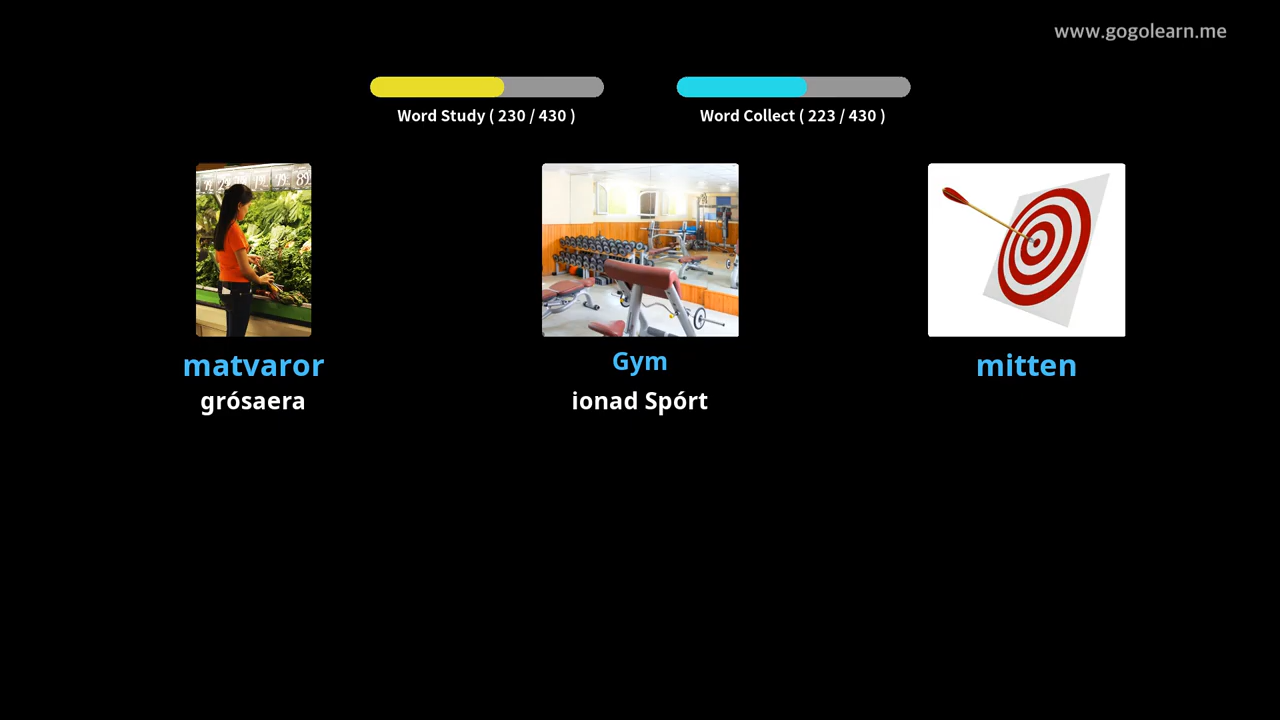 www.gogolearn.me
Word Study ( 230 / 430 )
Word Collect ( 223 / 430 )
matvaror
grósaera
Gym
ionad Spórt
mitten